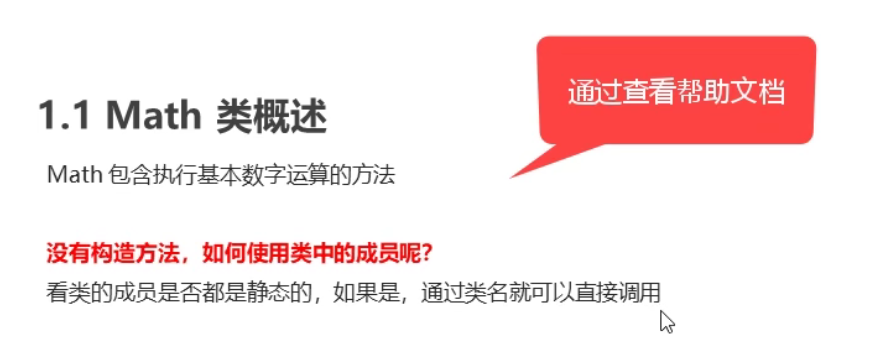 通过查看帮助文档
1.1 Math 类概述
Math 包含执行基本数字运算的方法
没有构造方法，如何使用类中的成员呢？
看类的成员是否都是静态的，如果是，通过类名就可以直接调用